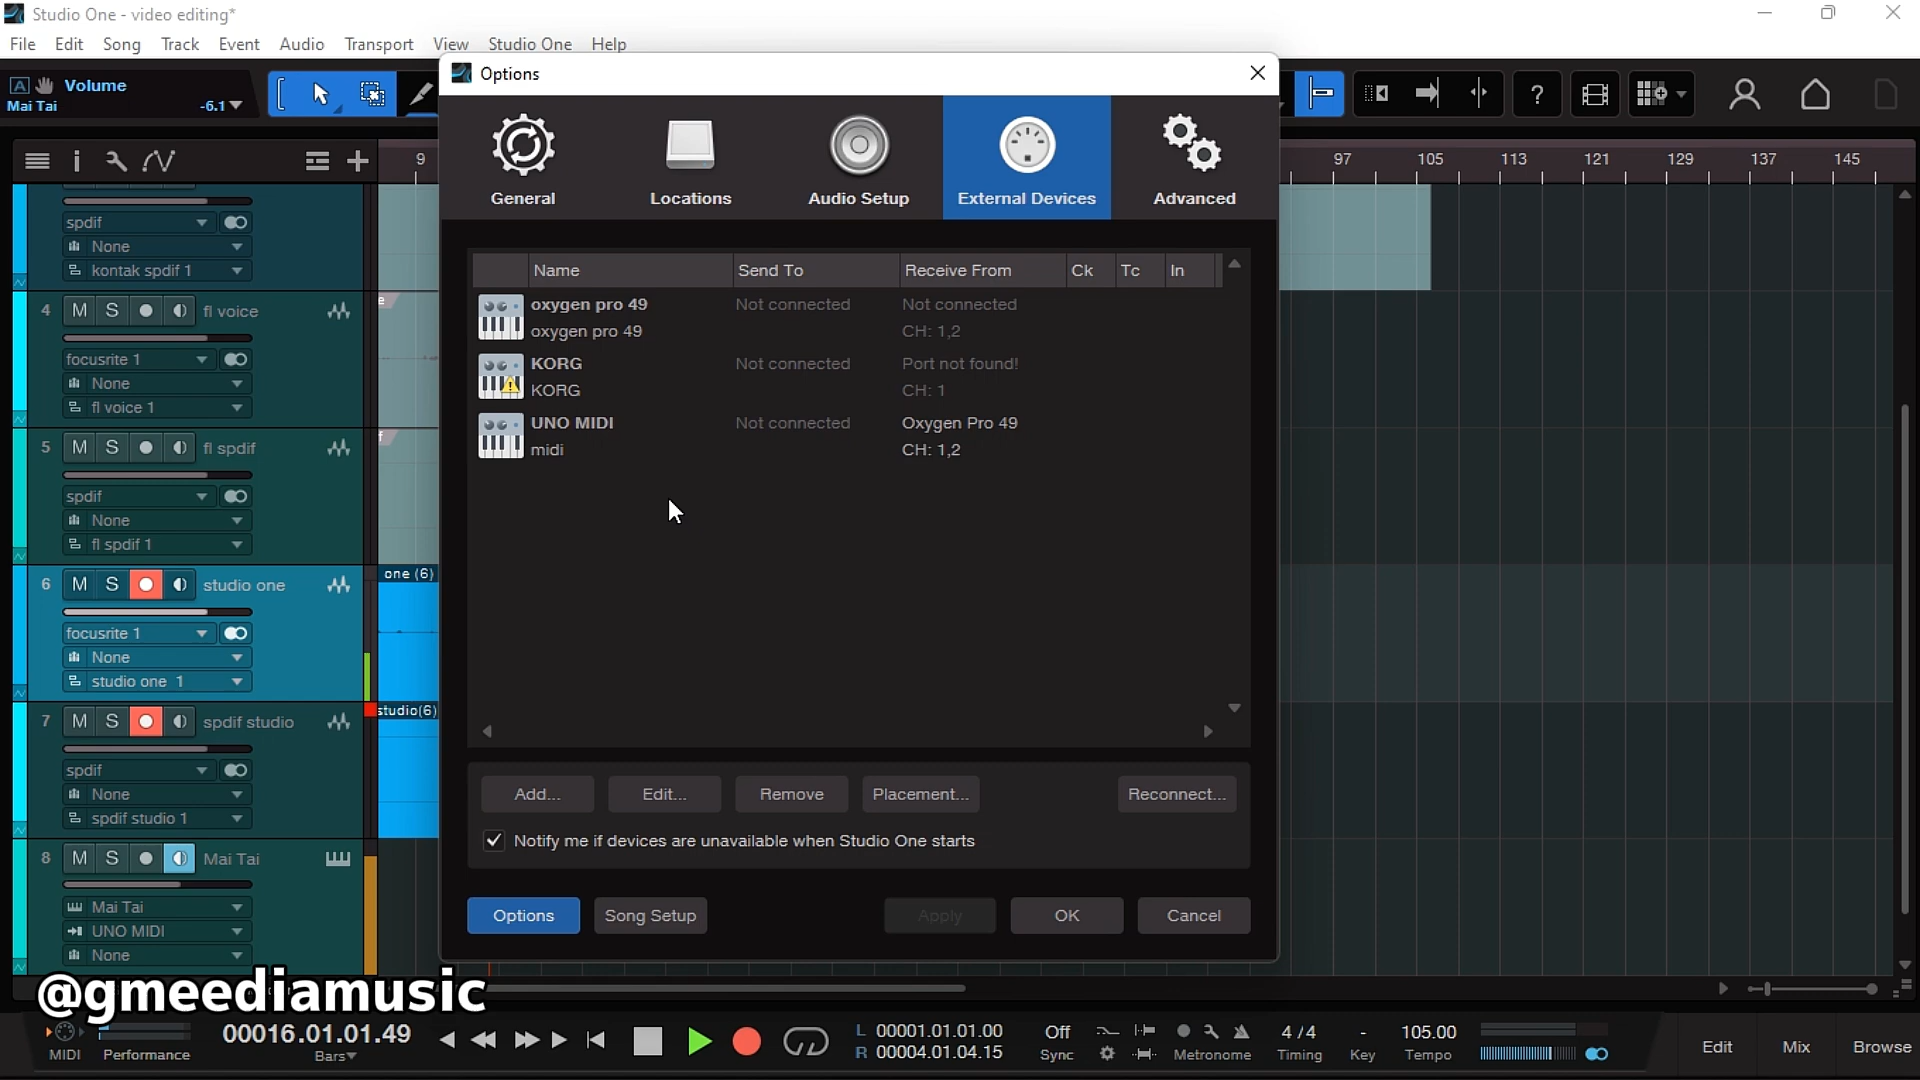 Studio One - video editing*
File Edit Song Track Event Audio Transport View Studio One Help
Options
A Volume
Mai Tai -6.1
?
General Locations Audio Setup External Devices Advanced
9 97 105 113 121 129 137 145
Name Send To Receive From Ck Tc In
oxygen pro 49 Not connected Not connected
oxygen pro 49 CH: 1,2
KORG Not connected Port not found!
KORG CH: 1
UNO MIDI Not connected Oxygen Pro 49
midi CH: 1,2
spdif
None
kontak spdif 1
4 M S fl voice
focusrite 1
None
fl voice 1
5 M S fl spdif
spdif
None
fl spdif 1
6 M S studio one
one (6)
focusrite 1
None
studio one 1
7 M S spdif studio
studio(6)
spdif
None
spdif studio 1
8 M S Mai Tai
Mai Tai
UNO MIDI
None
Add... Edit... Remove Placement... Reconnect...
Notify me if devices are unavailable when Studio One starts
Options Song Setup Apply OK Cancel
@gmeediamusic
MIDI Performance
00016.01.01.49
Bars
L 00001.01.01.00
R 00004.01.04.15
Off
Sync
Metronome
4 / 4
Timing
-
Key
105.00
Tempo
Edit Mix Browse